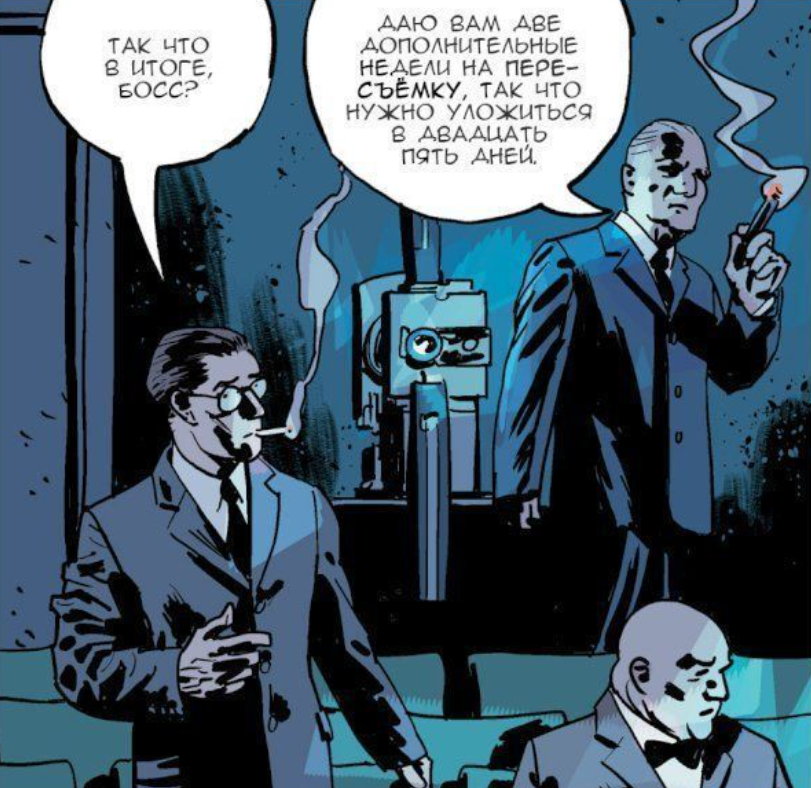 ТАК ЧТО
В ИТОГЕ,
БОСС?
ДАЮ ВАМ ДВЕ
ДОПОЛНИТЕЛЬНЫЕ
НЕДЕЛИ НА ПЕРЕ-
СЪЁМКУ, ТАК ЧТО
НУЖНО УЛОЖИТЬСЯ
В ДВАДЦАТЬ
ПЯТЬ ДНЕЙ.